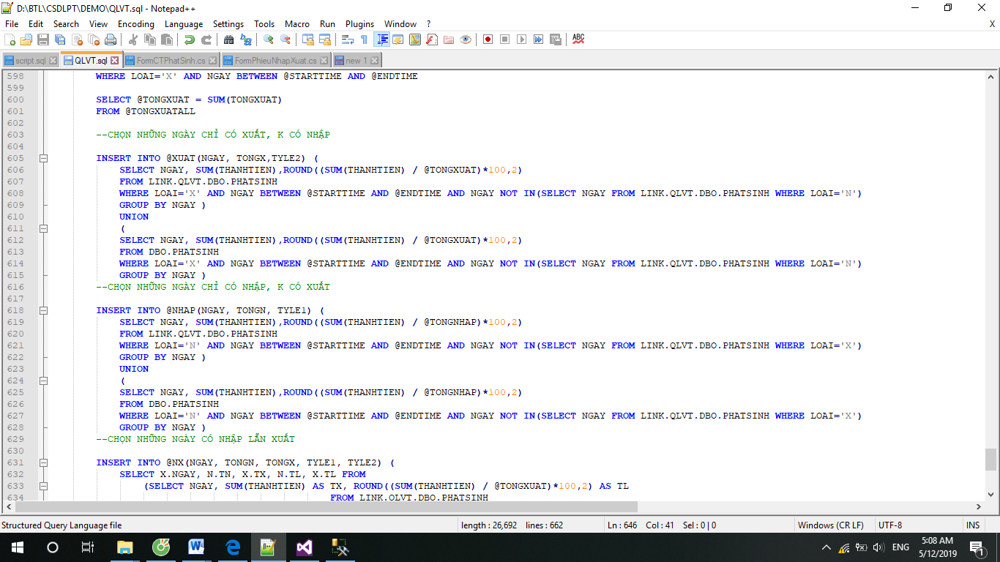 D:\BTL\CSDLPT\DEMO\QLVT.sql - Notepad++
File Edit Search View Encoding Language Settings Tools Macro Run Plugins Window ? X
script.sql QLVT.sql FormCTPhatSinh.cs FormPhieuNhapXuat.cs new 1
598 WHERE LOAI='X' AND NGAY BETWEEN @STARTTIME AND @ENDTIME
599
600 SELECT @TONGXUAT = SUM(TONGXUAT)
601 FROM @TONGXUATALL
602
603 --CHỌN NHỮNG NGÀY CHỈ CÓ XUẤT, K CÓ NHẬP
604
605 INSERT INTO @XUAT(NGAY, TONGX,TYLE2) (
606 SELECT NGAY, SUM(THANHTIEN),ROUND((SUM(THANHTIEN) / @TONGXUAT)*100,2)
607 FROM LINK.QLVT.DBO.PHATSINH
608 WHERE LOAI='X' AND NGAY BETWEEN @STARTTIME AND @ENDTIME AND NGAY NOT IN(SELECT NGAY FROM LINK.QLVT.DBO.PHATSINH WHERE LOAI='N')
609 GROUP BY NGAY )
610 UNION
611 (
612 SELECT NGAY, SUM(THANHTIEN),ROUND((SUM(THANHTIEN) / @TONGXUAT)*100,2)
613 FROM DBO.PHATSINH
614 WHERE LOAI='X' AND NGAY BETWEEN @STARTTIME AND @ENDTIME AND NGAY NOT IN(SELECT NGAY FROM LINK.QLVT.DBO.PHATSINH WHERE LOAI='N')
615 GROUP BY NGAY )
616 --CHỌN NHỮNG NGÀY CHỈ CÓ NHẬP, K CÓ XUẤT
617
618 INSERT INTO @NHAP(NGAY, TONGN, TYLE1) (
619 SELECT NGAY, SUM(THANHTIEN),ROUND((SUM(THANHTIEN) / @TONGNHAP)*100,2)
620 FROM LINK.QLVT.DBO.PHATSINH
621 WHERE LOAI='N' AND NGAY BETWEEN @STARTTIME AND @ENDTIME AND NGAY NOT IN(SELECT NGAY FROM LINK.QLVT.DBO.PHATSINH WHERE LOAI='X')
622 GROUP BY NGAY )
623 UNION
624 (
625 SELECT NGAY, SUM(THANHTIEN),ROUND((SUM(THANHTIEN) / @TONGNHAP)*100,2)
626 FROM DBO.PHATSINH
627 WHERE LOAI='N' AND NGAY BETWEEN @STARTTIME AND @ENDTIME AND NGAY NOT IN(SELECT NGAY FROM LINK.QLVT.DBO.PHATSINH WHERE LOAI='X')
628 GROUP BY NGAY )
629 --CHỌN NHỮNG NGÀY CÓ NHẬP LẪN XUẤT
630
631 INSERT INTO @NX(NGAY, TONGN, TONGX, TYLE1, TYLE2) (
632 SELECT X.NGAY, N.TN, X.TX, N.TL, X.TL FROM
633 (SELECT NGAY, SUM(THANHTIEN) AS TX, ROUND((SUM(THANHTIEN) / @TONGXUAT)*100,2) AS TL
634 FROM LINK.QLVT.DBO.PHATSINH
Structured Query Language file length : 26,692 lines : 662 Ln : 646 Col : 41 Sel : 0 | 0 Windows (CR LF) UTF-8 INS
ENG 5:08 AM
5/12/2019 1